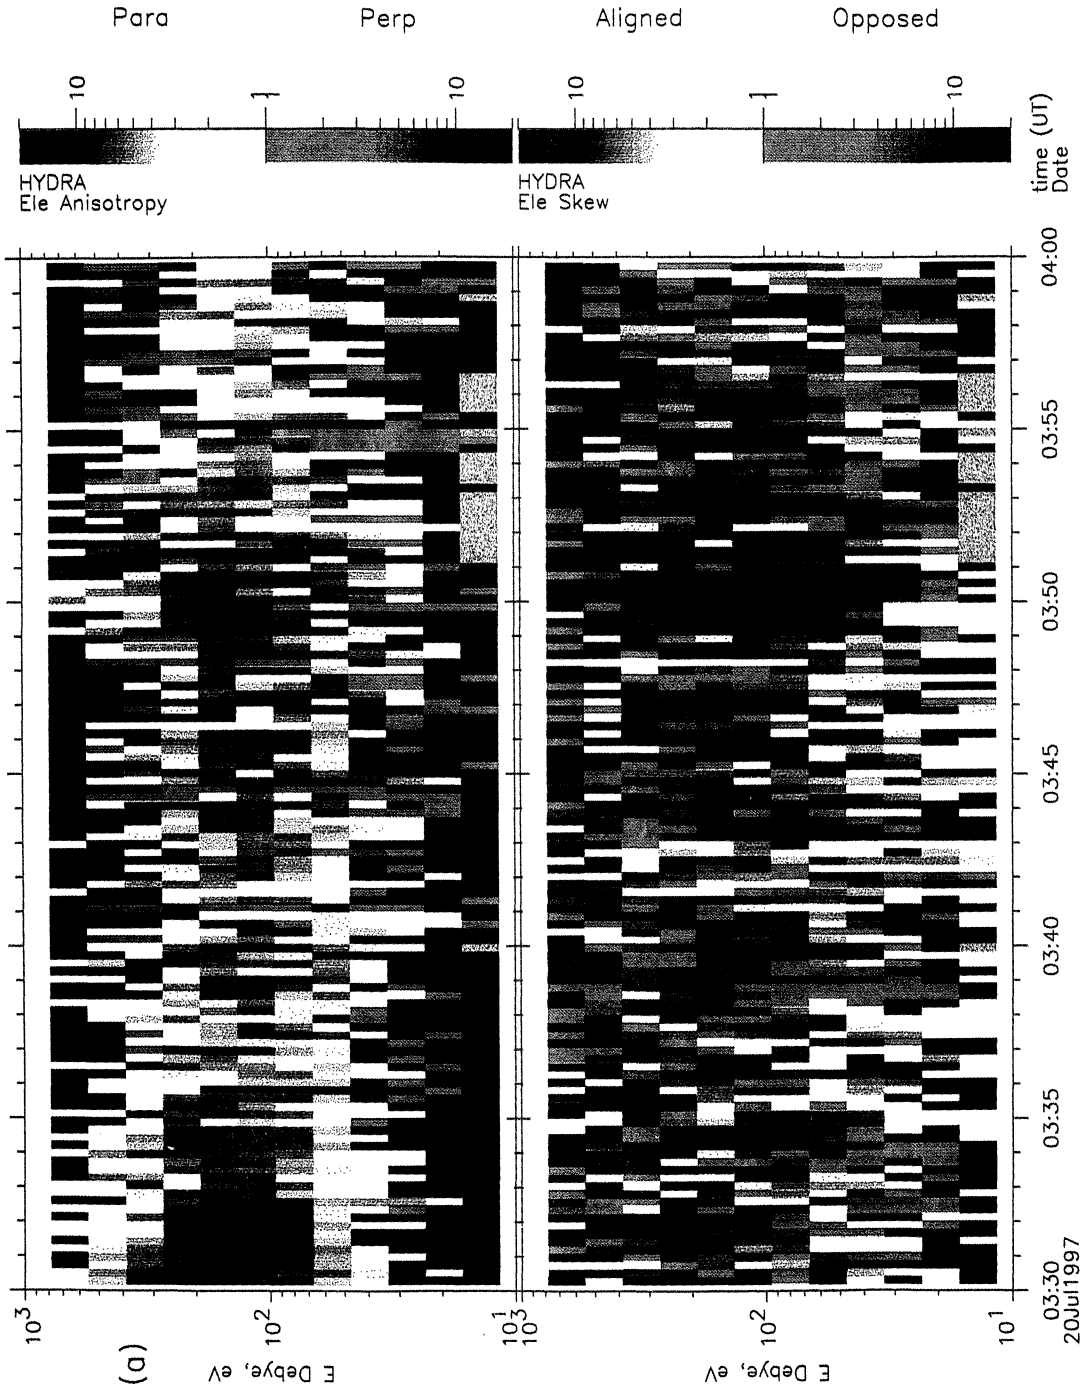 (a)
E Debye, eV
10³
10²
10¹
HYDRA
Ele Anisotropy
10
1
10
Para
Perp
E Debye, eV
10³
10²
10¹
HYDRA
Ele Skew
10
1
10
Aligned
Opposed
03:30
03:35
03:40
03:45
03:50
03:55
04:00
20Jul1997
time (UT)
Date